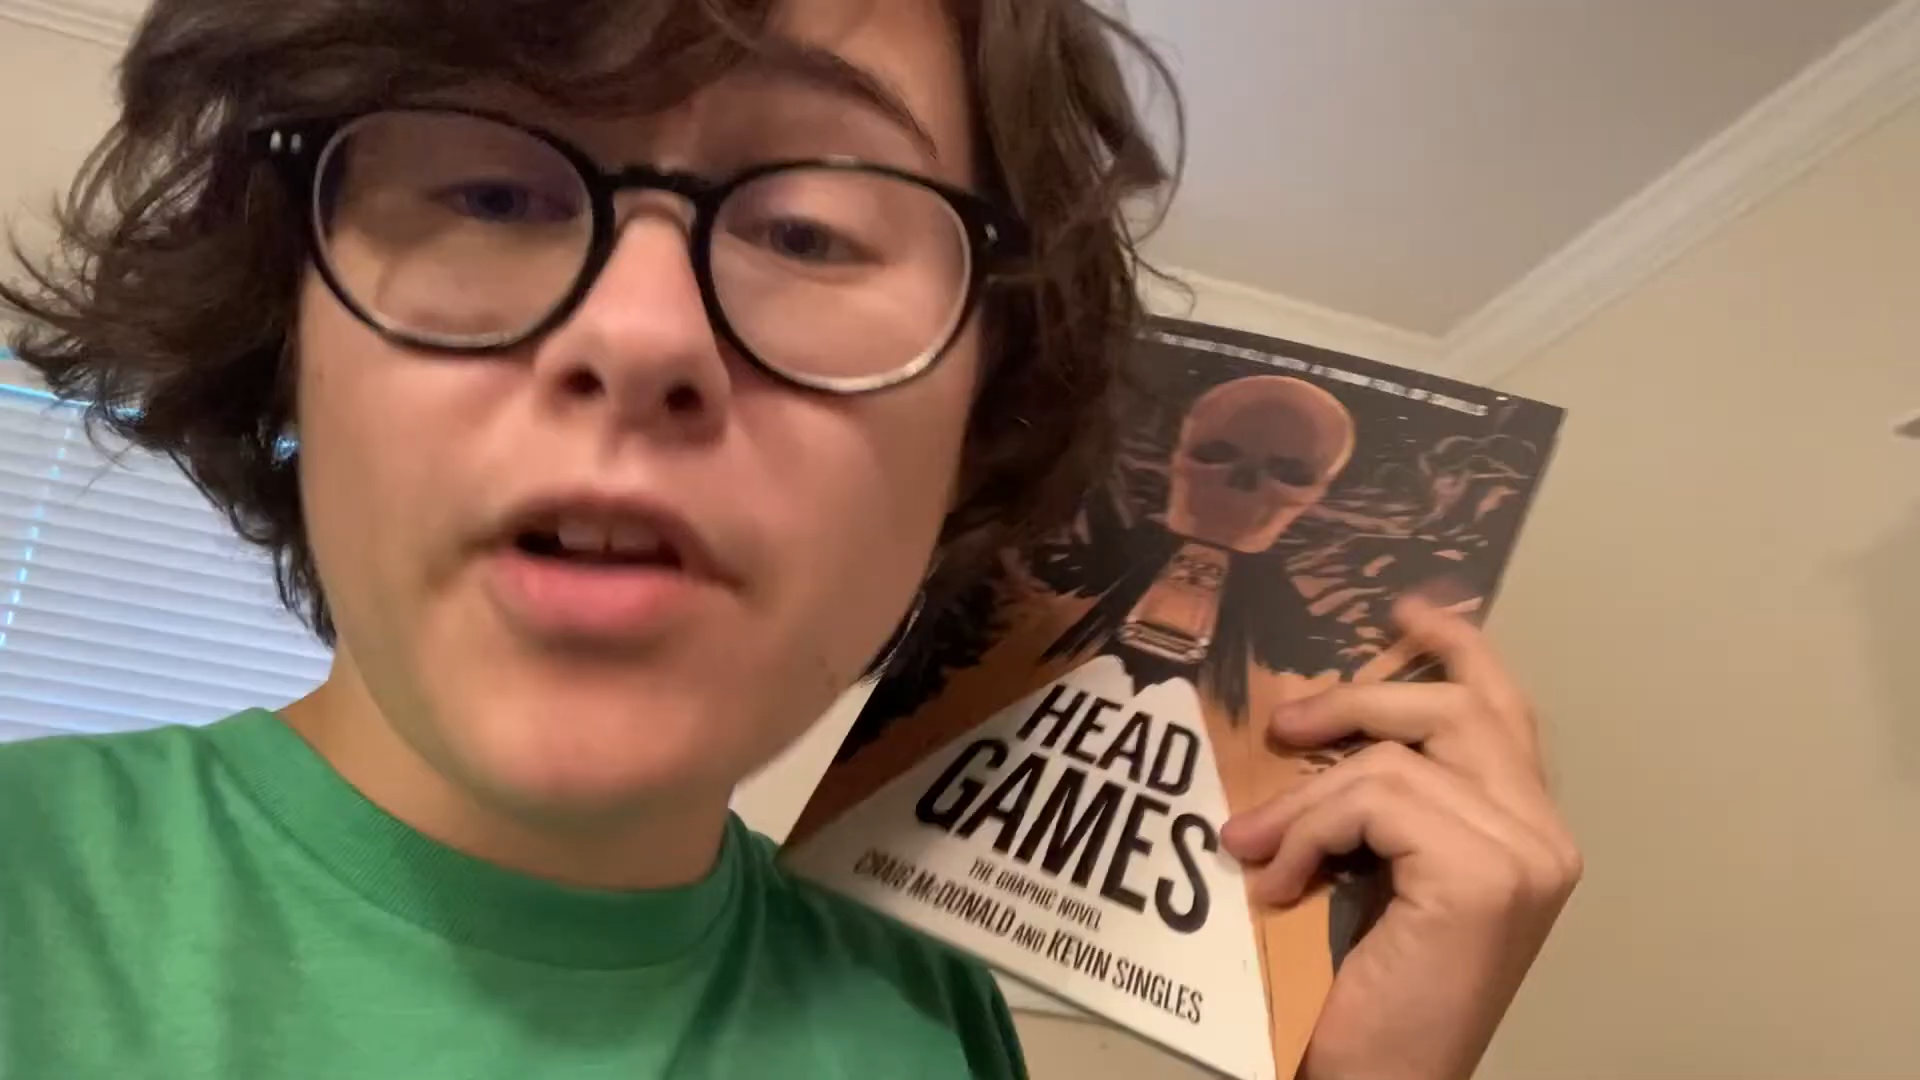 HEAD
GAMES
THE GRAPHIC NOVEL
CRAIG McDONALD AND KEVIN SINGLES